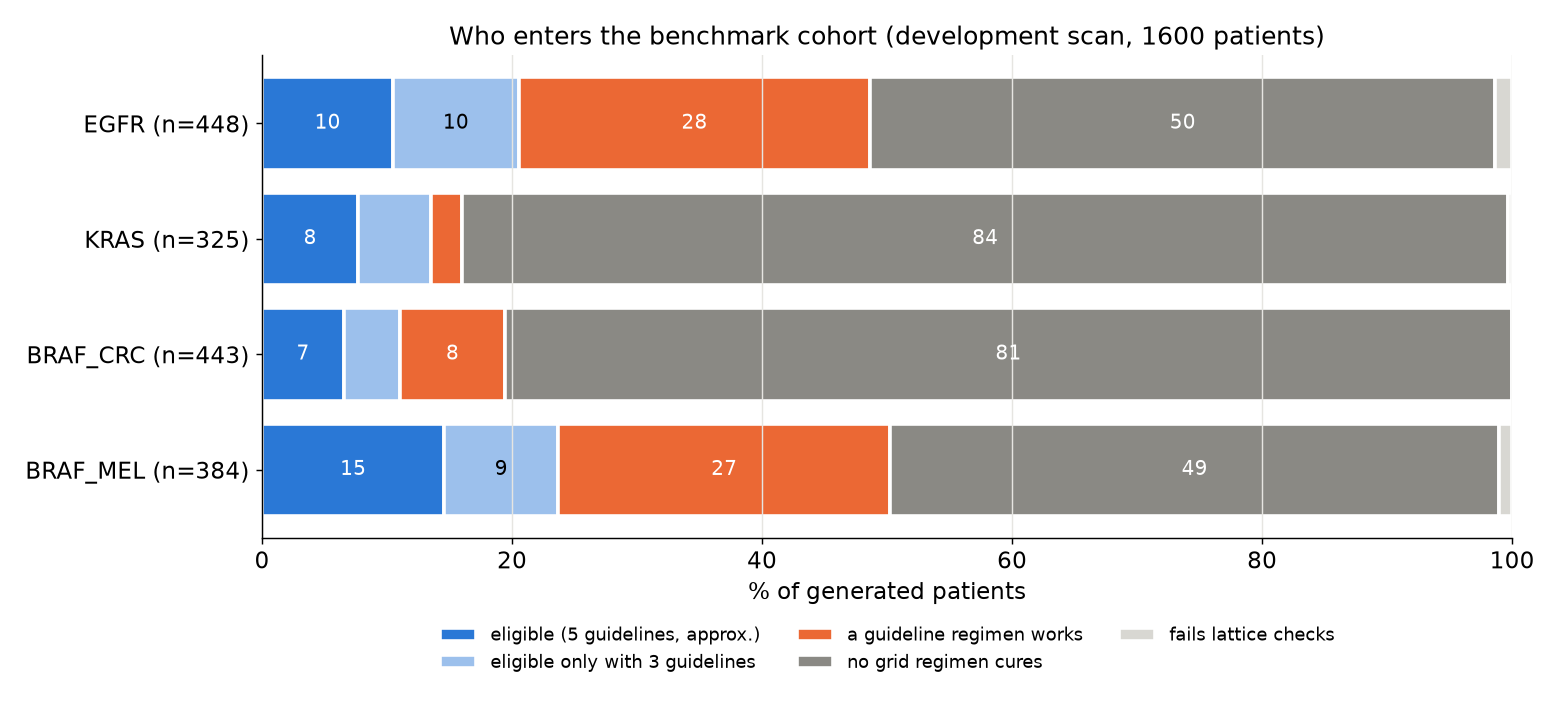 Who enters the benchmark cohort (development scan, 1600 patients)
EGFR (n=448) 10 10 28 50
KRAS (n=325) 8 84
BRAF_CRC (n=443) 7 8 81
BRAF_MEL (n=384) 15 9 27 49
0 20 40 60 80 100
% of generated patients
eligible (5 guidelines, approx.) a guideline regimen works fails lattice checks
eligible only with 3 guidelines no grid regimen cures